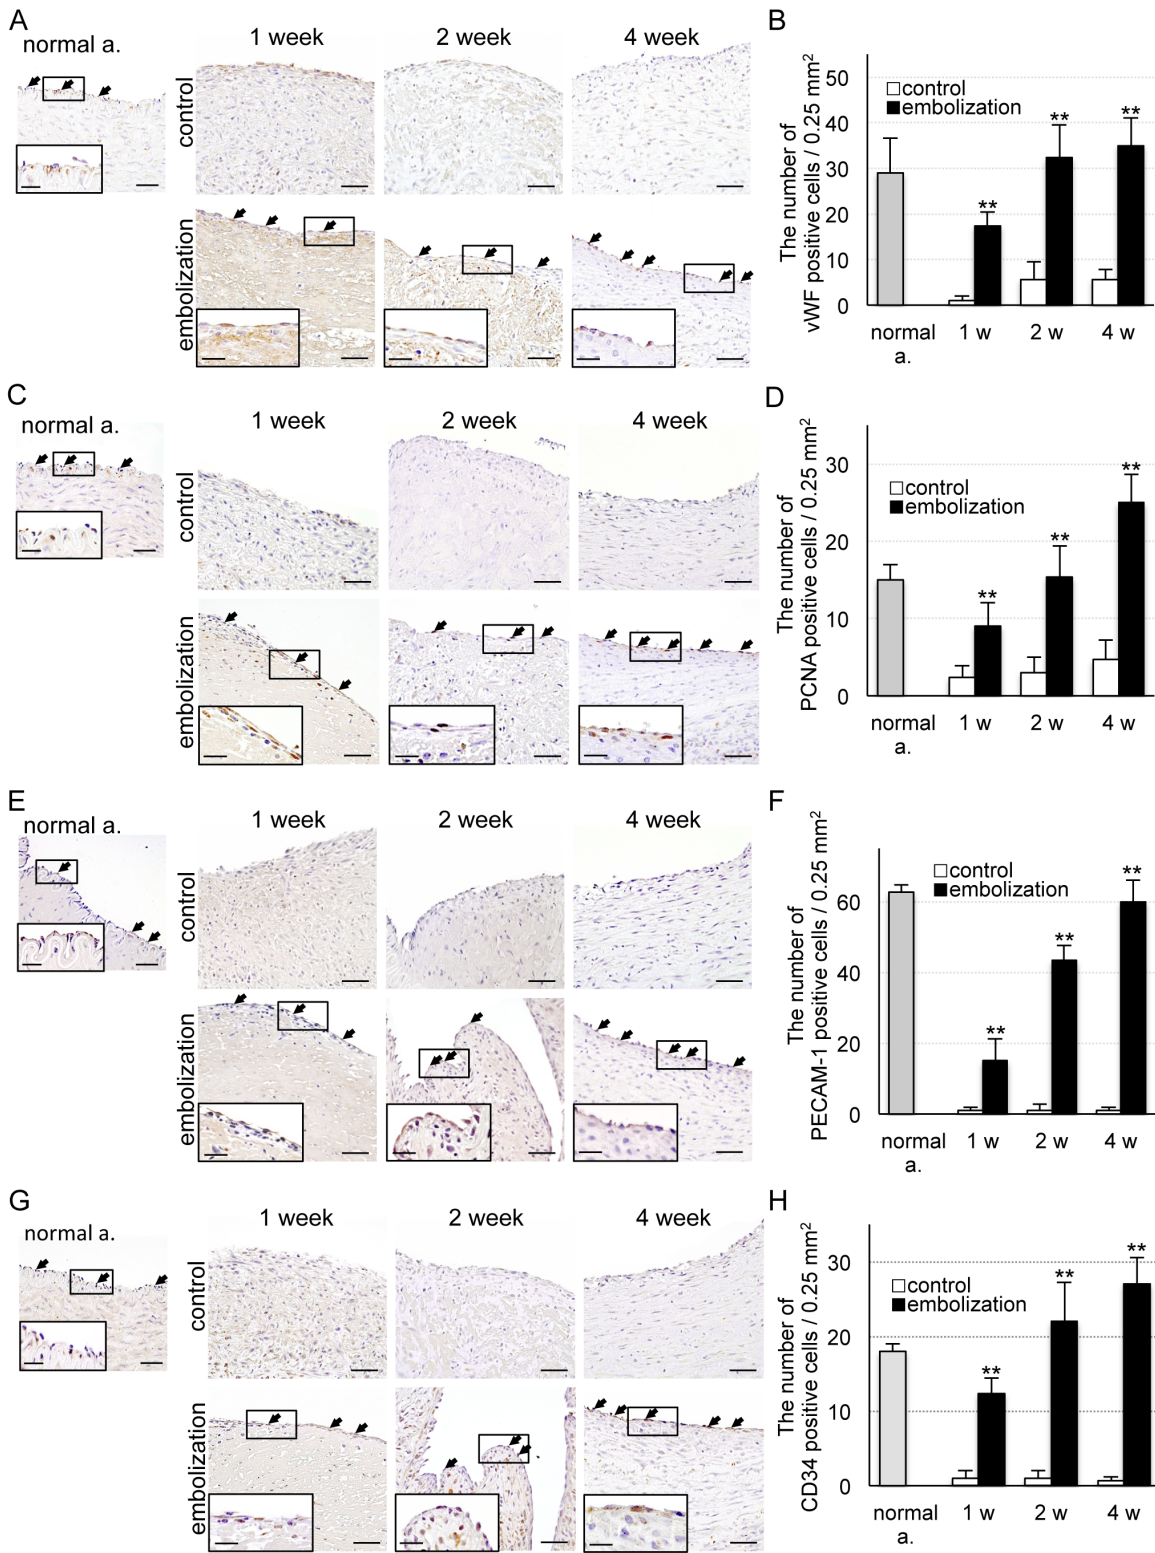 A
normal a.
1 week
2 week
4 week
control
embolization
B
The number of
vWF positive cells / 0.25 mm2
50
40
30
20
10
0
control
embolization
**
**
**
normal
a.
1 w
2 w
4 w
C
normal a.
1 week
2 week
4 week
control
embolization
D
The number of
PCNA positive cells / 0.25 mm2
30
20
10
0
control
embolization
**
**
**
normal
a.
1 w
2 w
4 w
E
normal a.
1 week
2 week
4 week
control
embolization
F
The number of
PECAM-1 positive cells / 0.25 mm2
60
40
20
0
control
embolization
**
**
**
normal
a.
1 w
2 w
4 w
G
normal a.
1 week
2 week
4 week
control
embolization
H
The number of
CD34 positive cells / 0.25 mm2
30
20
10
0
control
embolization
**
**
**
normal
a.
1 w
2 w
4 w